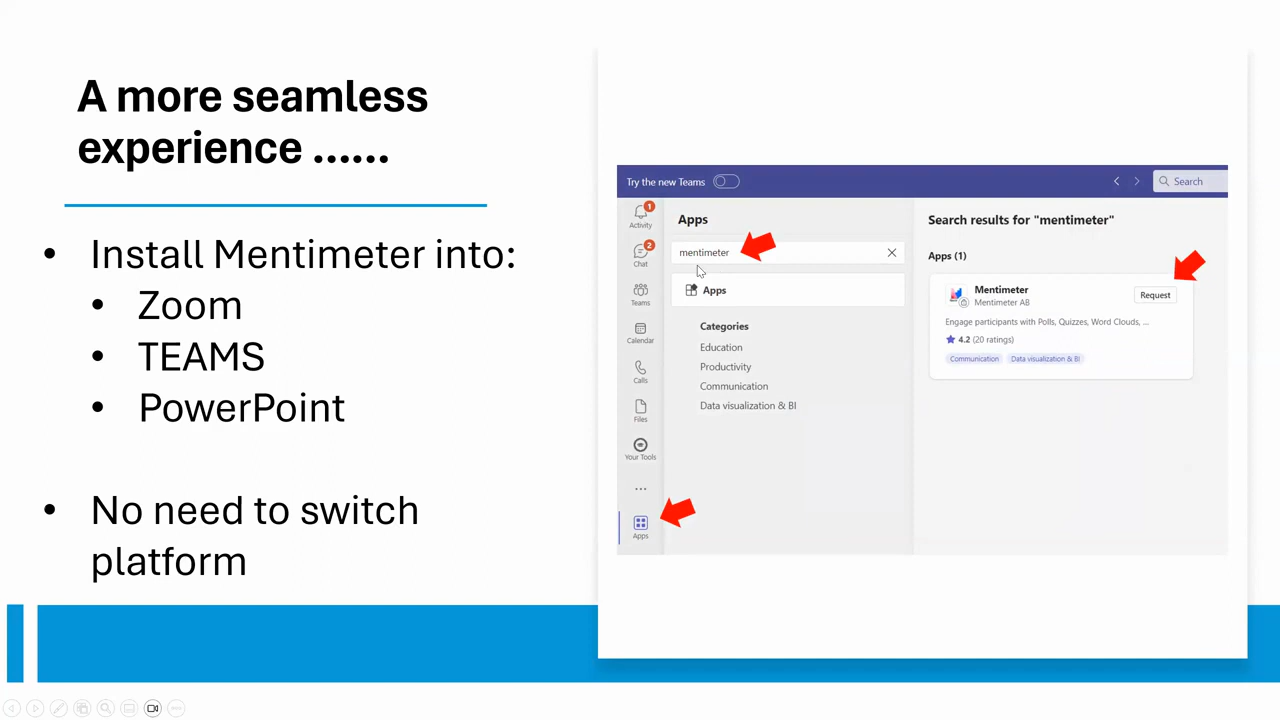 A more seamless
experience ......
• Install Mentimeter into:
• Zoom
• TEAMS
• PowerPoint
• No need to switch
platform
Try the new Teams
Search
Activity
1
Chat
2
Teams
Calendar
Calls
Files
Your Tools
...
Apps
Apps
mentimeter
Apps
Categories
Education
Productivity
Communication
Data visualization & BI
Search results for "mentimeter"
Apps (1)
Mentimeter
Mentimeter AB
Request
Engage participants with Polls, Quizzes, Word Clouds, ...
4.2 (20 ratings)
Communication
Data visualization & BI